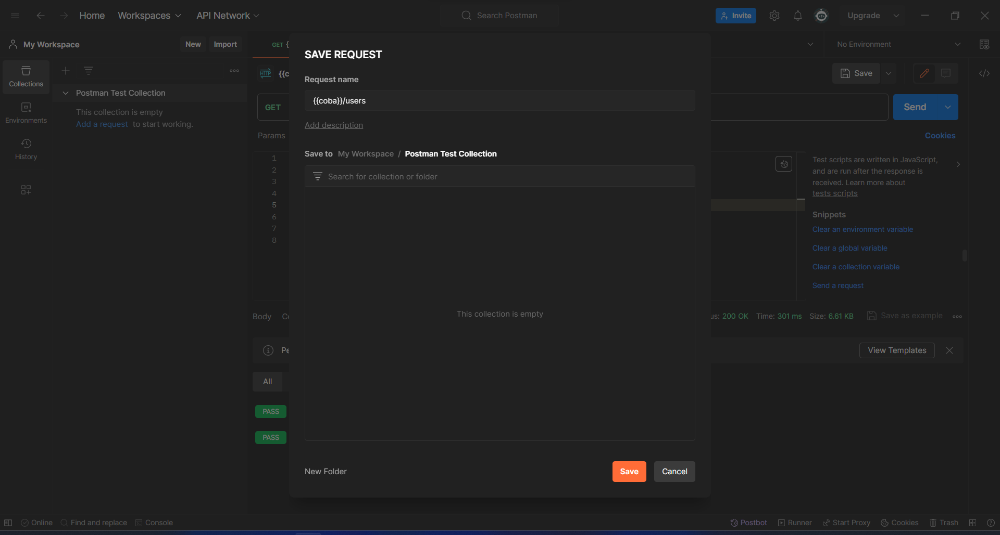 Home
Workspaces
API Network
Search Postman
Invite
Upgrade
My Workspace
New
Import
GET {
No Environment
Collections
HTTP
{{c
Save
</>
Postman Test Collection
This collection is empty
Add a request to start working.
Environments
History
GET
Send
Params
Cookies
1
2
3
4
5
6
7
8
Test scripts are written in JavaScript,
and are run after the response is
received. Learn more about
tests scripts
Snippets
Clear an environment variable
Clear a global variable
Clear a collection variable
Send a request
SAVE REQUEST
Request name
{{coba}}/users
Add description
Save to My Workspace / Postman Test Collection
Search for collection or folder
This collection is empty
New Folder
Save
Cancel
Body
us: 200 OK
Time: 301 ms
Size: 6.61 KB
Save as example
Pe
View Templates
All
PASS
PASS
Online
Find and replace
Console
Postbot
Runner
Start Proxy
Cookies
Trash